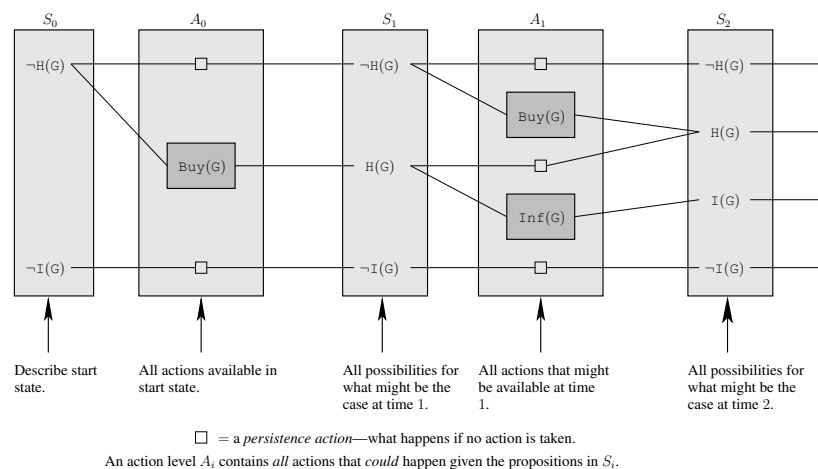 S₀ A₀ S₁ A₁ S₂
¬H(G) ¬H(G) ¬H(G)
Buy(G) H(G)
Buy(G) H(G)
Inf(G) I(G)
¬I(G) ¬I(G) ¬I(G)
Describe start
state.
All actions available in
start state.
All possibilities for
what might be the
case at time 1.
All actions that might
be available at time
1.
All possibilities for
what might be the
case at time 2.
□ = a persistence action—what happens if no action is taken.
An action level Aᵢ contains all actions that could happen given the propositions in Sᵢ.